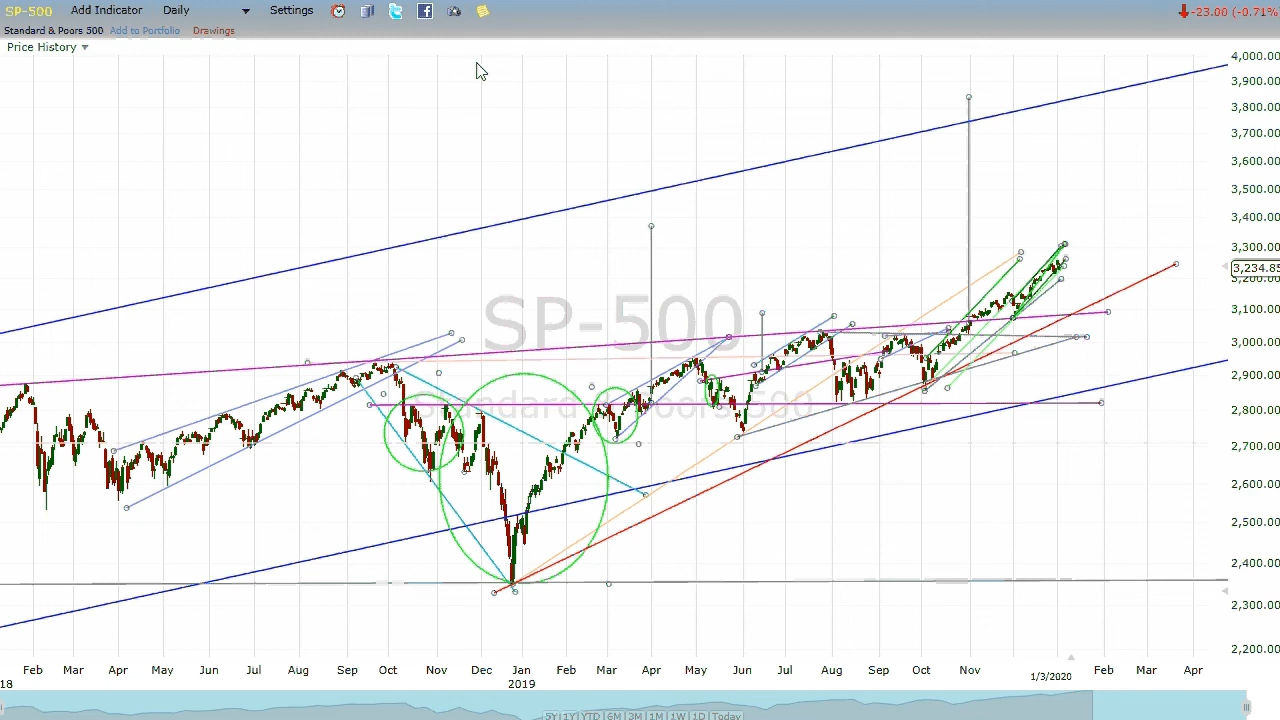 SP-500 Add Indicator Daily Settings -23.00 (-0.71%
Standard & Poors 500 Add to Portfolio Drawings
Price History
4,000.00
3,900.00
3,800.00
3,700.00
3,600.00
3,500.00
3,400.00
3,300.00
3,234.85
3,200.00
3,100.00
3,000.00
2,900.00
2,800.00
2,700.00
2,600.00
2,500.00
2,400.00
2,300.00
2,200.00
SP-500
Standard & Poors 500
Feb Mar Apr May Jun Jul Aug Sep Oct Nov Dec Jan Feb Mar Apr May Jun Jul Aug Sep Oct Nov Feb Mar Apr
18 2019 1/3/2020
5Y|1Y|YTD|6M|3M|1M|1W|1D|Today